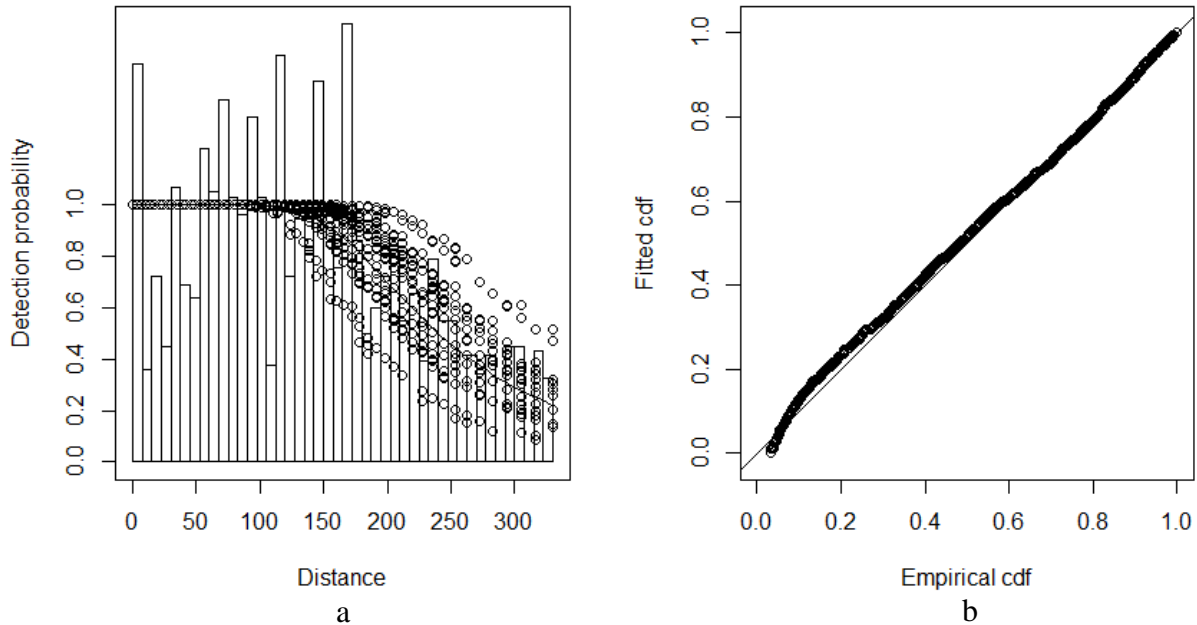 Detection probability
0.0 0.2 0.4 0.6 0.8 1.0
0 50 100 150 200 250 300
Distance
a
Fitted cdf
0.0 0.2 0.4 0.6 0.8 1.0
0.0 0.2 0.4 0.6 0.8 1.0
Empirical cdf
b